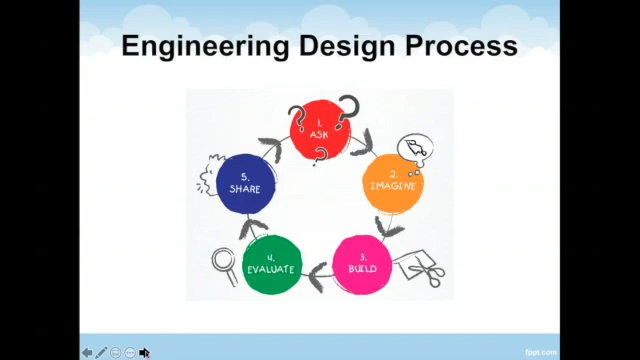 Engineering Design Process
1.
ASK
2.
IMAGINE
3.
BUILD
4.
EVALUATE
5.
SHARE
fppt.com